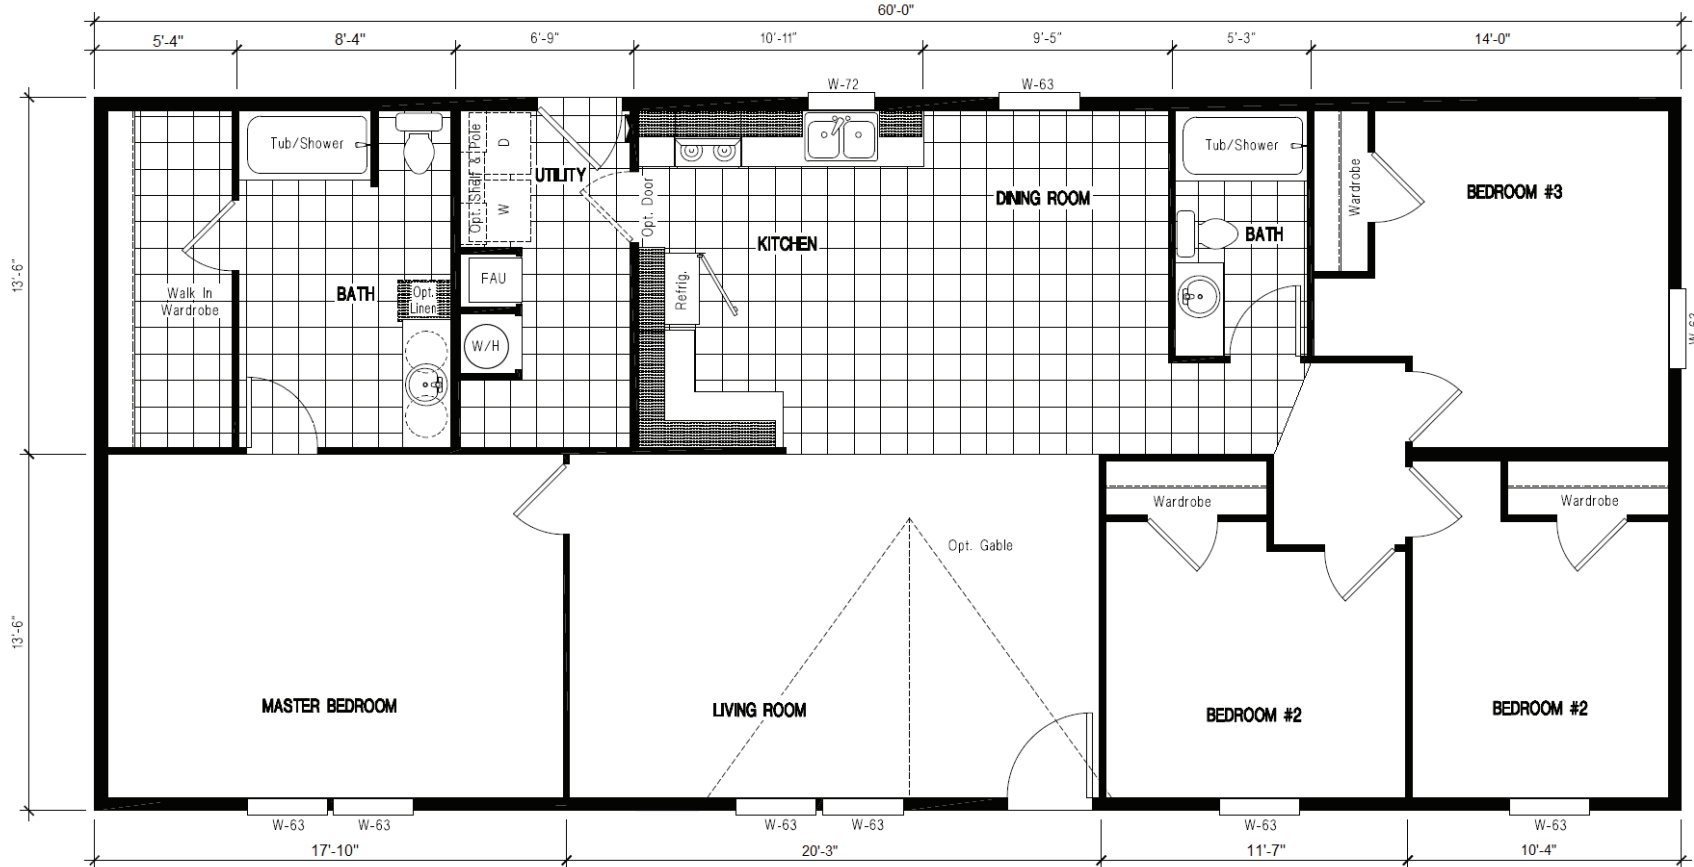 60'-0"
5'-4"
8'-4"
6'-9"
10'-11"
9'-5"
5'-3"
14'-0"
W-72
W-63
Tub/Shower
Opt. Shelf & Pole
D
W
UTILITY
Opt. Door
DINING ROOM
KITCHEN
Tub/Shower
BATH
Wardrobe
BEDROOM #3
13'-6"
Walk In
Wardrobe
BATH
Opt.
Linen
FAU
W/H
Refrig.
W-63
Wardrobe
Wardrobe
Opt. Gable
13'-6"
MASTER BEDROOM
LIVING ROOM
BEDROOM #2
BEDROOM #2
W-63
W-63
W-63
W-63
W-63
W-63
17'-10"
20'-3"
11'-7"
10'-4"